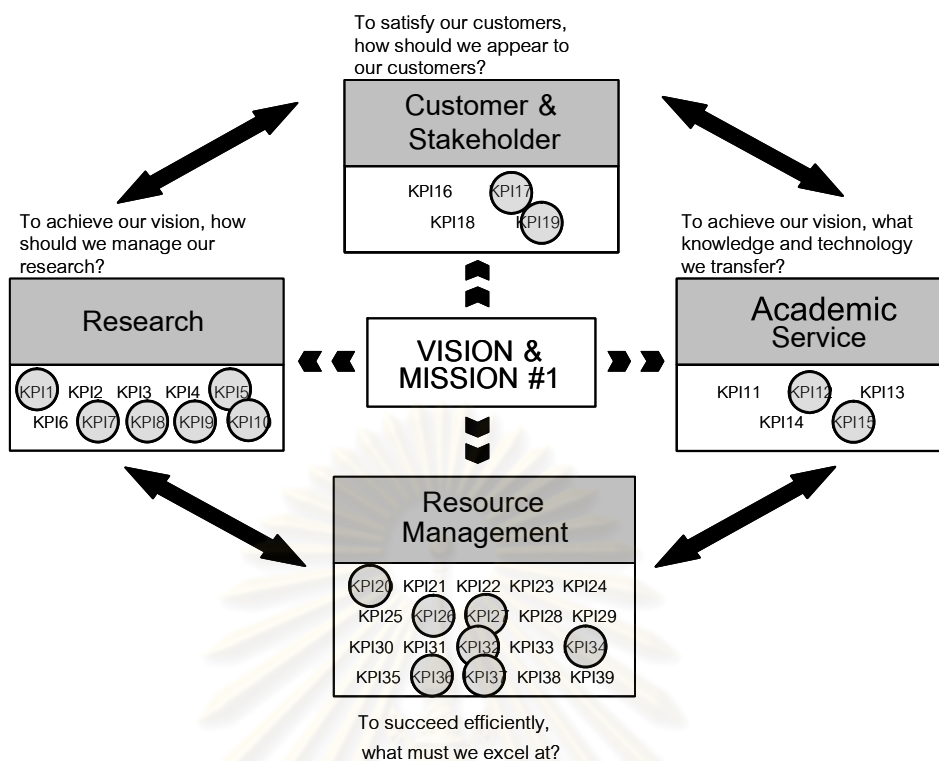 To satisfy our customers,
how should we appear to
our customers?
Customer &
Stakeholder
KPI16 KPI17
KPI18 KPI19
To achieve our vision, how
should we manage our
research?
Research
KPI1 KPI2 KPI3 KPI4 KPI5
KPI6 KPI7 KPI8 KPI9 KPI10
VISION &
MISSION #1
To achieve our vision, what
knowledge and technology
we transfer?
Academic
Service
KPI11 KPI12 KPI13
KPI14 KPI15
Resource
Management
KPI20 KPI21 KPI22 KPI23 KPI24
KPI25 KPI26 KPI27 KPI28 KPI29
KPI30 KPI31 KPI32 KPI33 KPI34
KPI35 KPI36 KPI37 KPI38 KPI39
To succeed efficiently,
what must we excel at?